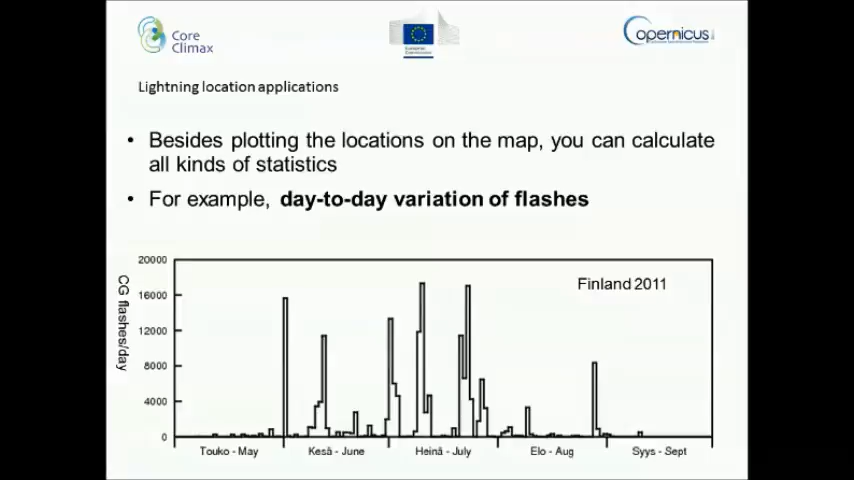 Core
Climax
European
Commission
Copernicus
Lightning location applications
• Besides plotting the locations on the map, you can calculate
all kinds of statistics
• For example, day-to-day variation of flashes
CG flashes/day
20000
16000
12000
8000
4000
0
Finland 2011
Touko - May
Kesä - June
Heinä - July
Elo - Aug
Syys - Sept